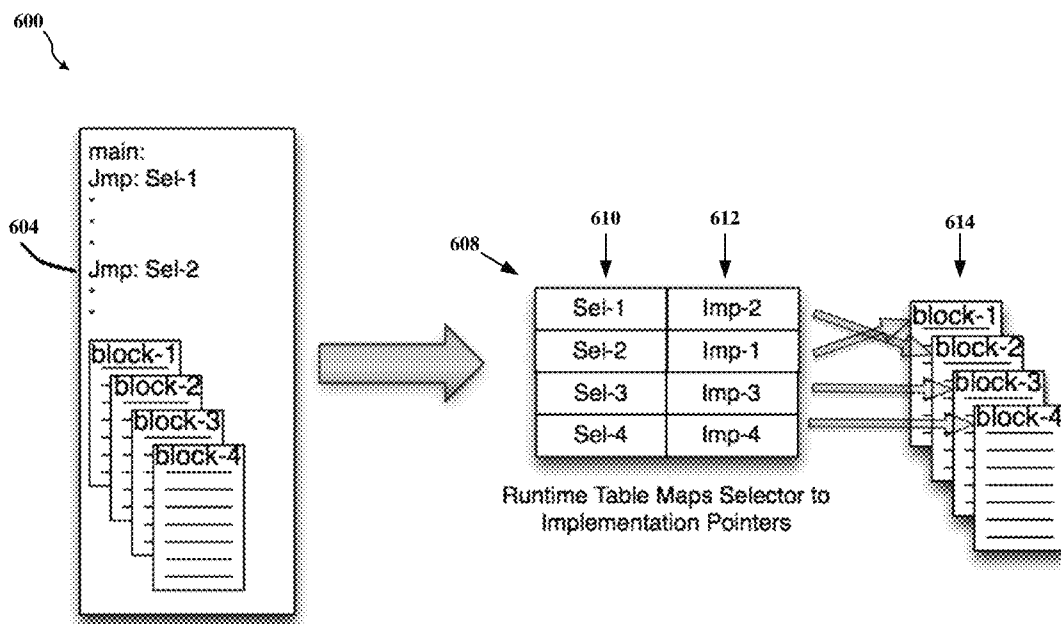 600
604
main:
Jmp: Sel-1
Jmp: Sel-2
block-1
block-2
block-3
block-4
608
610
612
614
Sel-1 Imp-2
Sel-2 Imp-1
Sel-3 Imp-3
Sel-4 Imp-4
Runtime Table Maps Selector to
Implementation Pointers
block-1
block-2
block-3
block-4